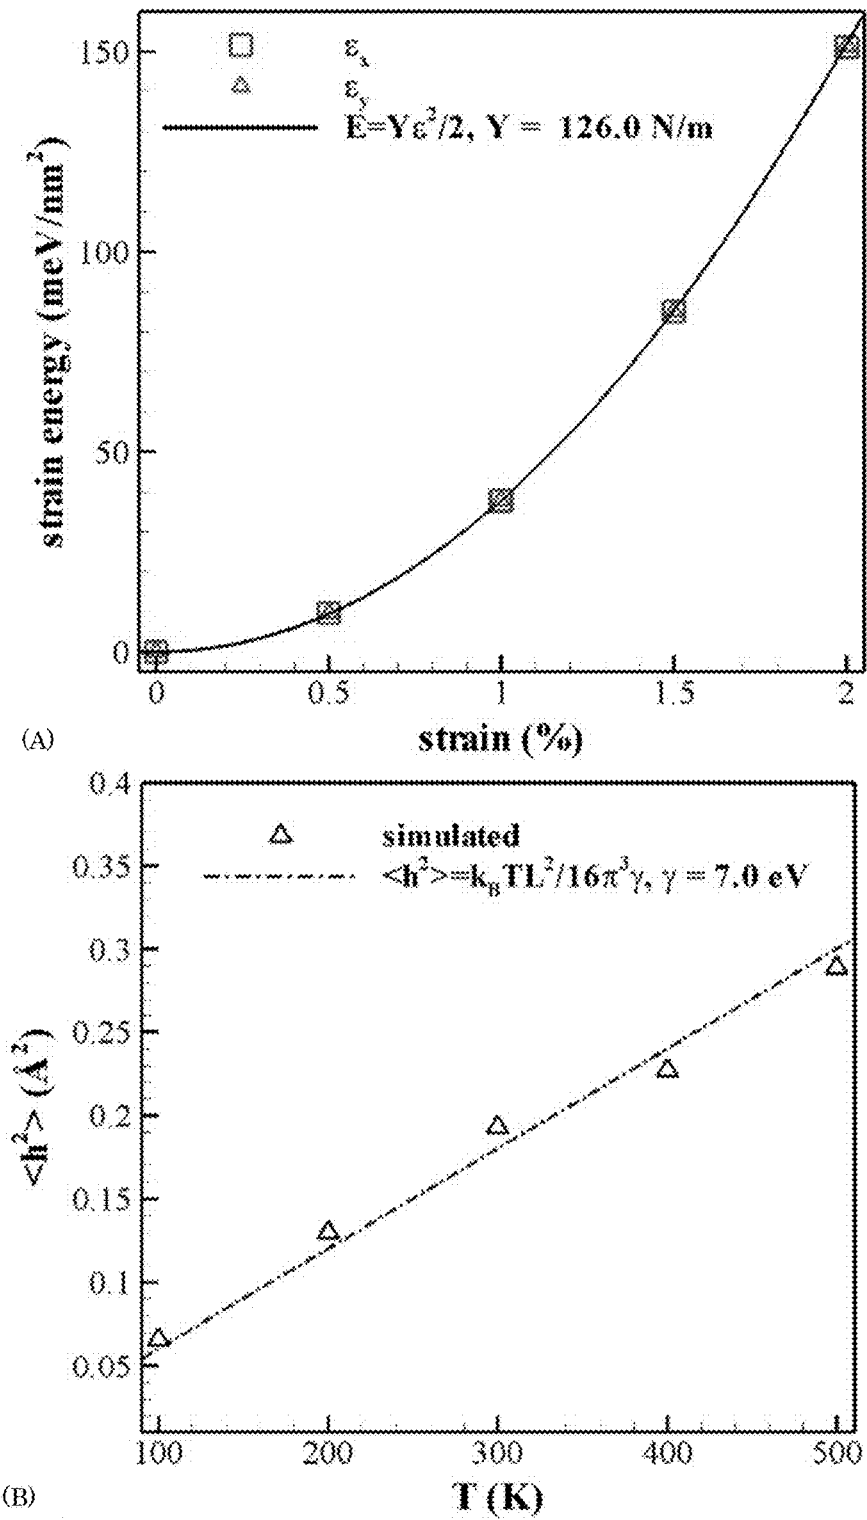 150
100
50
0
strain energy (meV/nm²)
εₓ
ε_y
E=Yε²/2, Y = 126.0 N/m
0 0.5 1 1.5 2
strain (%)
(A)
0.4
0.35
0.3
0.25
0.2
0.15
0.1
0.05
<h²> (Å²)
simulated
<h²>=k_BTL²/16π³γ, γ = 7.0 eV
100 200 300 400 500
T (K)
(B)